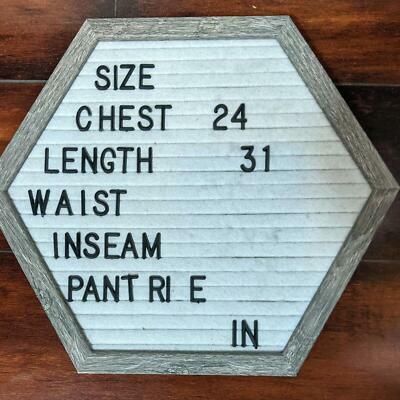 SIZE
CHEST 24
LENGTH 31
WAIST
INSEAM
PANT RI E
IN